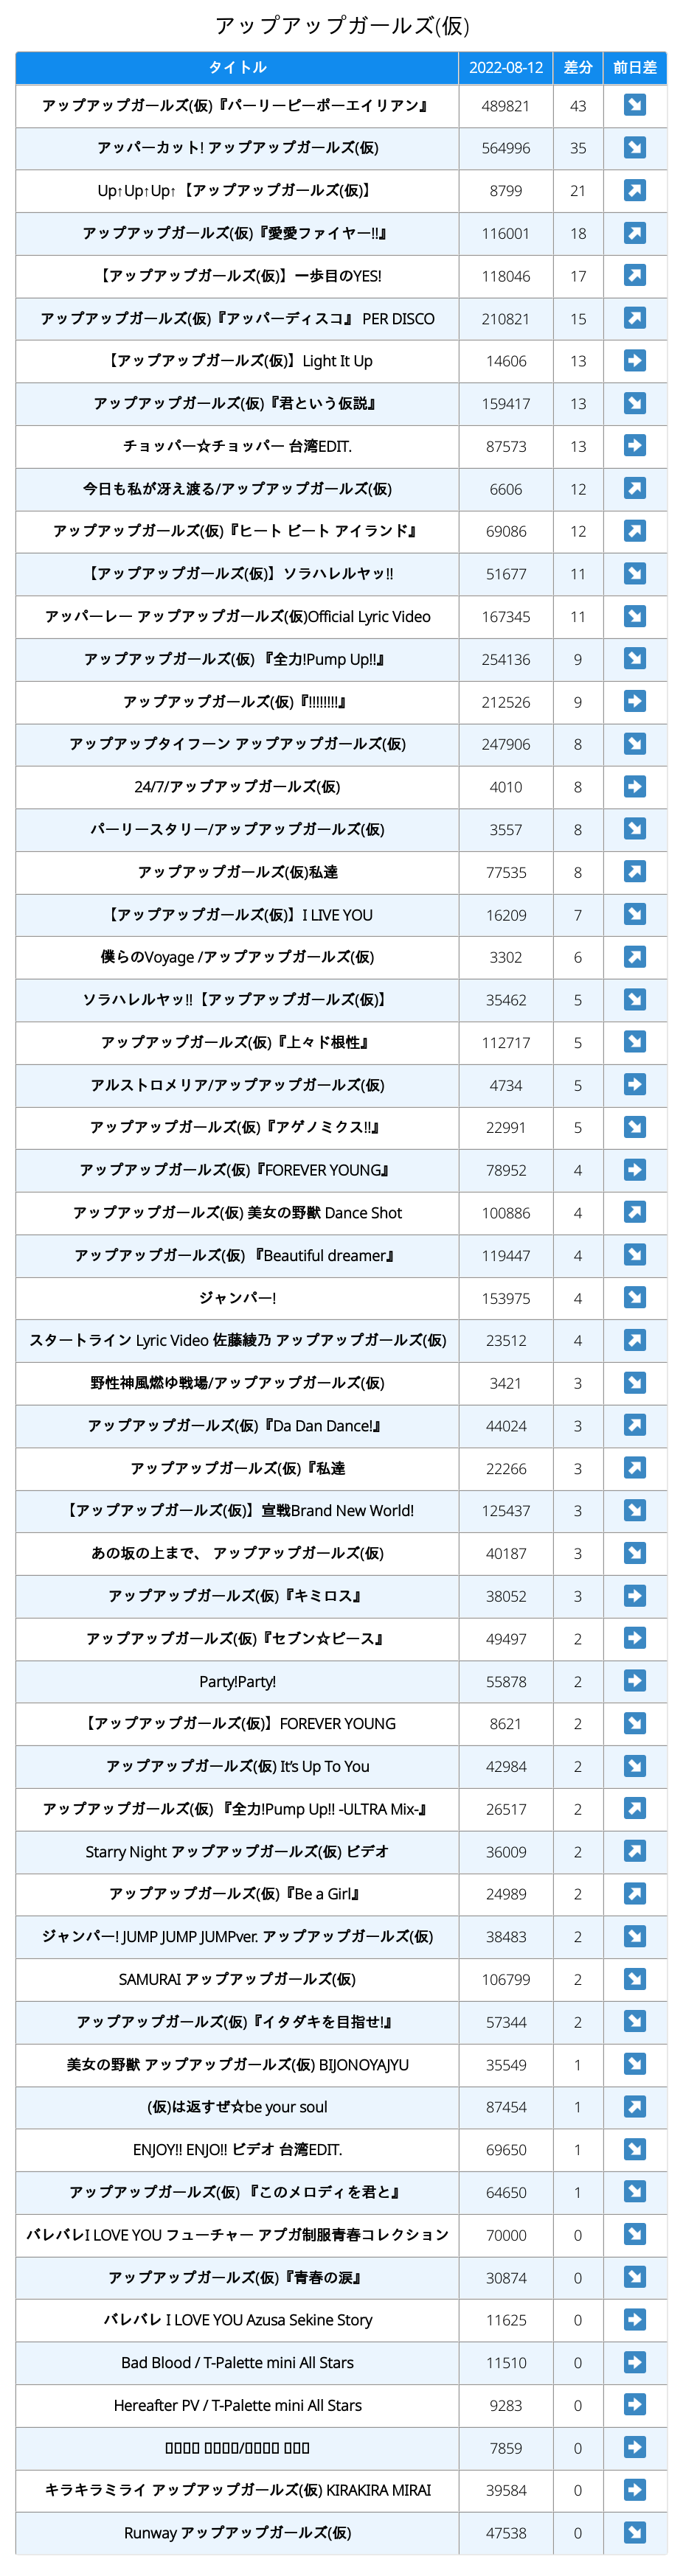 アップアップガールズ(仮)
タイトル 2022-08-12 差分 前日差
アップアップガールズ(仮)『パーリーピーポーエイリアン』 489821 43 ↘
アッパーカット! アップアップガールズ(仮) 564996 35 ↘
Up↑Up↑Up↑【アップアップガールズ(仮)】 8799 21 ↗
アップアップガールズ(仮)『愛愛ファイヤー!!』 116001 18 ↗
【アップアップガールズ(仮)】一歩目のYES! 118046 17 ↗
アップアップガールズ(仮)『アッパーディスコ』 PER DISCO 210821 15 ↗
【アップアップガールズ(仮)】Light It Up 14606 13 ➡
アップアップガールズ(仮)『君という仮説』 159417 13 ↘
チョッパー☆チョッパー 台湾EDIT. 87573 13 ➡
今日も私が冴え渡る/アップアップガールズ(仮) 6606 12 ↗
アップアップガールズ(仮)『ヒート ビート アイランド』 69086 12 ↗
【アップアップガールズ(仮)】ソラハレルヤッ!! 51677 11 ↘
アッパーレー アップアップガールズ(仮)Official Lyric Video 167345 11 ↘
アップアップガールズ(仮) 『全力!Pump Up!!』 254136 9 ↘
アップアップガールズ(仮)『!!!!!!!!』 212526 9 ➡
アップアップタイフーン アップアップガールズ(仮) 247906 8 ↘
24/7/アップアップガールズ(仮) 4010 8 ➡
パーリースタリー/アップアップガールズ(仮) 3557 8 ↘
アップアップガールズ(仮)私達 77535 8 ↗
【アップアップガールズ(仮)】I LIVE YOU 16209 7 ↘
僕らのVoyage /アップアップガールズ(仮) 3302 6 ↗
ソラハレルヤッ!!【アップアップガールズ(仮)】 35462 5 ↘
アップアップガールズ(仮)『上々ド根性』 112717 5 ↘
アルストロメリア/アップアップガールズ(仮) 4734 5 ➡
アップアップガールズ(仮)『アゲノミクス!!』 22991 5 ↘
アップアップガールズ(仮)『FOREVER YOUNG』 78952 4 ➡
アップアップガールズ(仮) 美女の野獣 Dance Shot 100886 4 ↗
アップアップガールズ(仮) 『Beautiful dreamer』 119447 4 ↘
ジャンパー! 153975 4 ↘
スタートライン Lyric Video 佐藤綾乃 アップアップガールズ(仮) 23512 4 ↗
野性神風燃ゆ戦場/アップアップガールズ(仮) 3421 3 ↘
アップアップガールズ(仮)『Da Dan Dance!』 44024 3 ↗
アップアップガールズ(仮)『私達 22266 3 ↗
【アップアップガールズ(仮)】宣戦Brand New World! 125437 3 ↘
あの坂の上まで、 アップアップガールズ(仮) 40187 3 ↘
アップアップガールズ(仮)『キミロス』 38052 3 ➡
アップアップガールズ(仮)『セブン☆ピース』 49497 2 ➡
Party!Party! 55878 2 ➡
【アップアップガールズ(仮)】FOREVER YOUNG 8621 2 ↘
アップアップガールズ(仮) It's Up To You 42984 2 ↘
アップアップガールズ(仮) 『全力!Pump Up!! -ULTRA Mix-』 26517 2 ↗
Starry Night アップアップガールズ(仮) ビデオ 36009 2 ↗
アップアップガールズ(仮)『Be a Girl』 24989 2 ↗
ジャンパー! JUMP JUMP JUMPver. アップアップガールズ(仮) 38483 2 ↘
SAMURAI アップアップガールズ(仮) 106799 2 ↘
アップアップガールズ(仮)『イタダキを目指せ!』 57344 2 ↘
美女の野獣 アップアップガールズ(仮) BIJONOYAJYU 35549 1 ↘
(仮)は返すぜ☆be your soul 87454 1 ↗
ENJOY!! ENJO!! ビデオ 台湾EDIT. 69650 1 ↘
アップアップガールズ(仮) 『このメロディを君と』 64650 1 ↘
バレバレI LOVE YOU フューチャー アプガ制服青春コレクション 70000 0 ↘
アップアップガールズ(仮)『青春の涙』 30874 0 ↘
バレバレ I LOVE YOU Azusa Sekine Story 11625 0 ➡
Bad Blood / T-Palette mini All Stars 11510 0 ➡
Hereafter PV / T-Palette mini All Stars 9283 0 ➡
▯▯▯▯ ▯▯▯▯/▯▯▯▯ ▯▯▯ 7859 0 ➡
キラキラミライ アップアップガールズ(仮) KIRAKIRA MIRAI 39584 0 ➡
Runway アップアップガールズ(仮) 47538 0 ↘